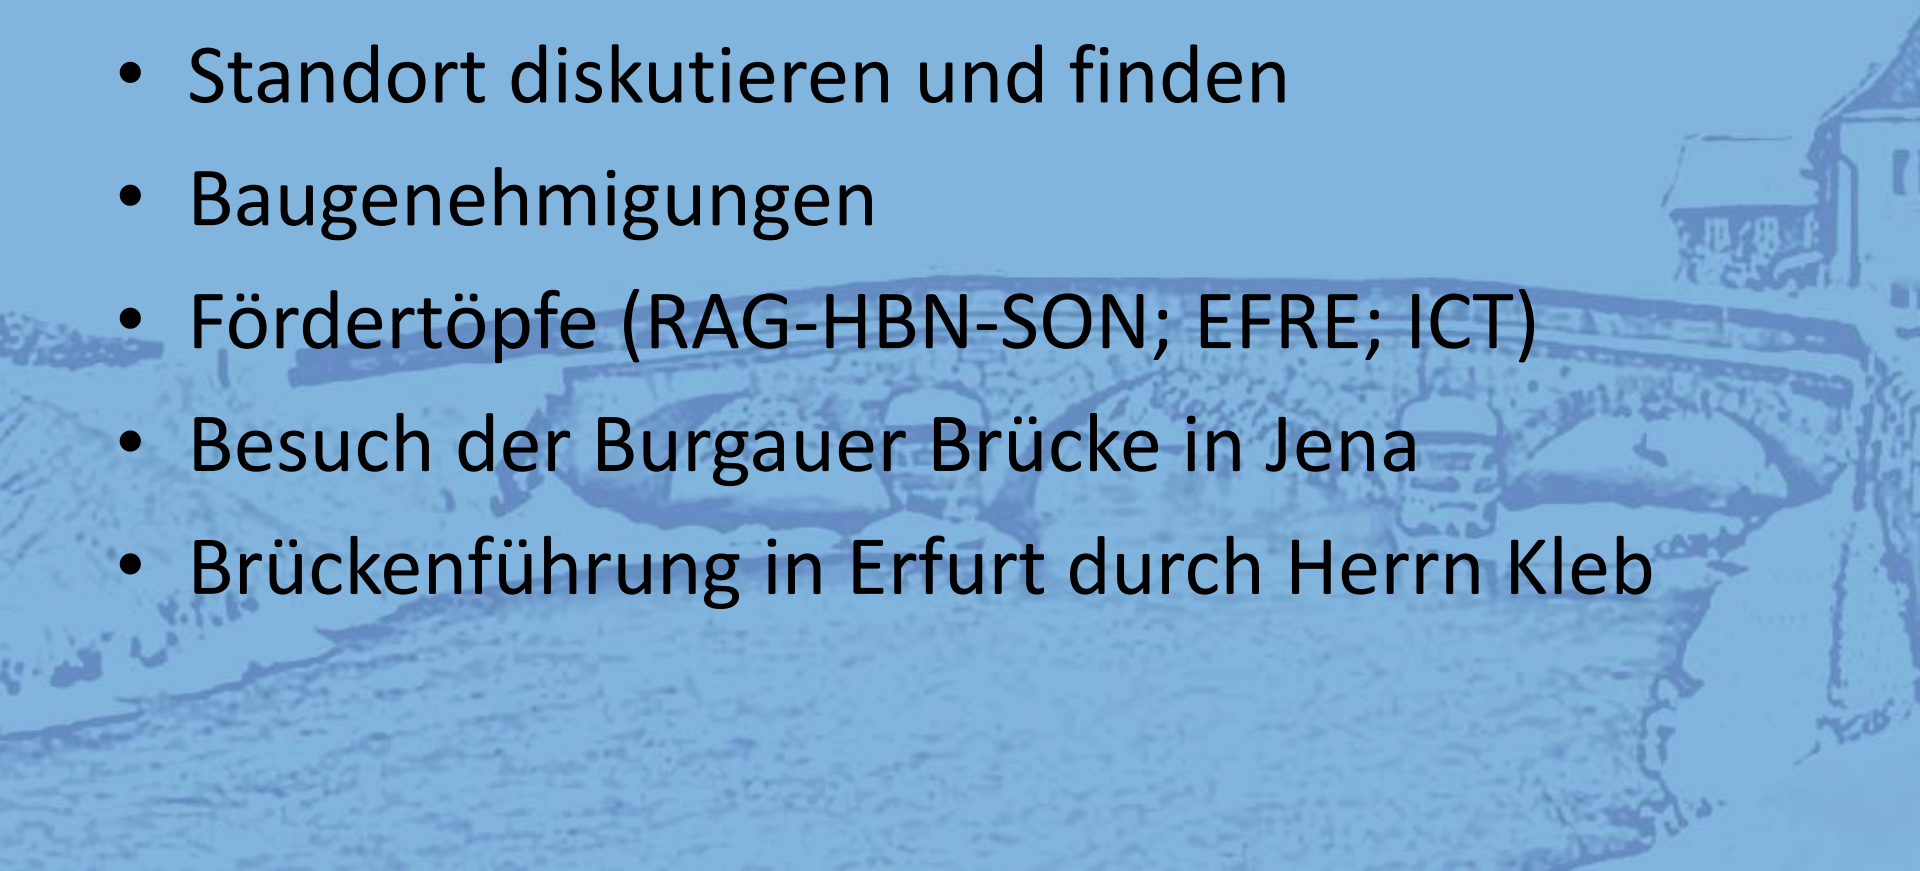 • Standort diskutieren und finden
• Baugenehmigungen
• Fördertöpfe (RAG-HBN-SON; EFRE; ICT)
• Besuch der Burgauer Brücke in Jena
• Brückenführung in Erfurt durch Herrn Kleb